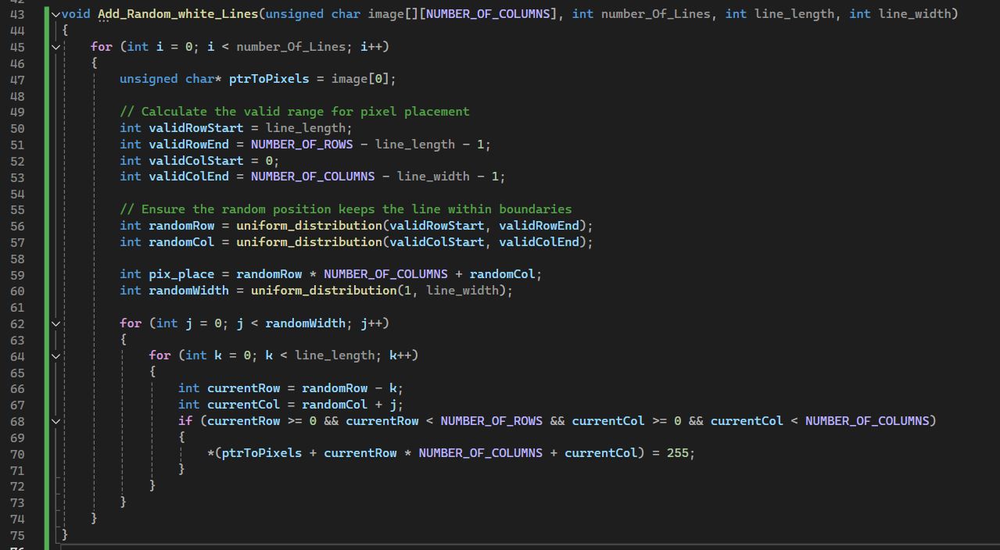 43 void Add_Random_white_Lines(unsigned char image[][NUMBER_OF_COLUMNS], int number_Of_Lines, int line_length, int line_width)
44 {
45     for (int i = 0; i < number_Of_Lines; i++)
46     {
47         unsigned char* ptrToPixels = image[0];
48
49         // Calculate the valid range for pixel placement
50         int validRowStart = line_length;
51         int validRowEnd = NUMBER_OF_ROWS - line_length - 1;
52         int validColStart = 0;
53         int validColEnd = NUMBER_OF_COLUMNS - line_width - 1;
54
55         // Ensure the random position keeps the line within boundaries
56         int randomRow = uniform_distribution(validRowStart, validRowEnd);
57         int randomCol = uniform_distribution(validColStart, validColEnd);
58
59         int pix_place = randomRow * NUMBER_OF_COLUMNS + randomCol;
60         int randomWidth = uniform_distribution(1, line_width);
61
62         for (int j = 0; j < randomWidth; j++)
63         {
64             for (int k = 0; k < line_length; k++)
65             {
66                 int currentRow = randomRow - k;
67                 int currentCol = randomCol + j;
68                 if (currentRow >= 0 && currentRow < NUMBER_OF_ROWS && currentCol >= 0 && currentCol < NUMBER_OF_COLUMNS)
69                 {
70                     *(ptrToPixels + currentRow * NUMBER_OF_COLUMNS + currentCol) = 255;
71                 }
72             }
73         }
74     }
75 }